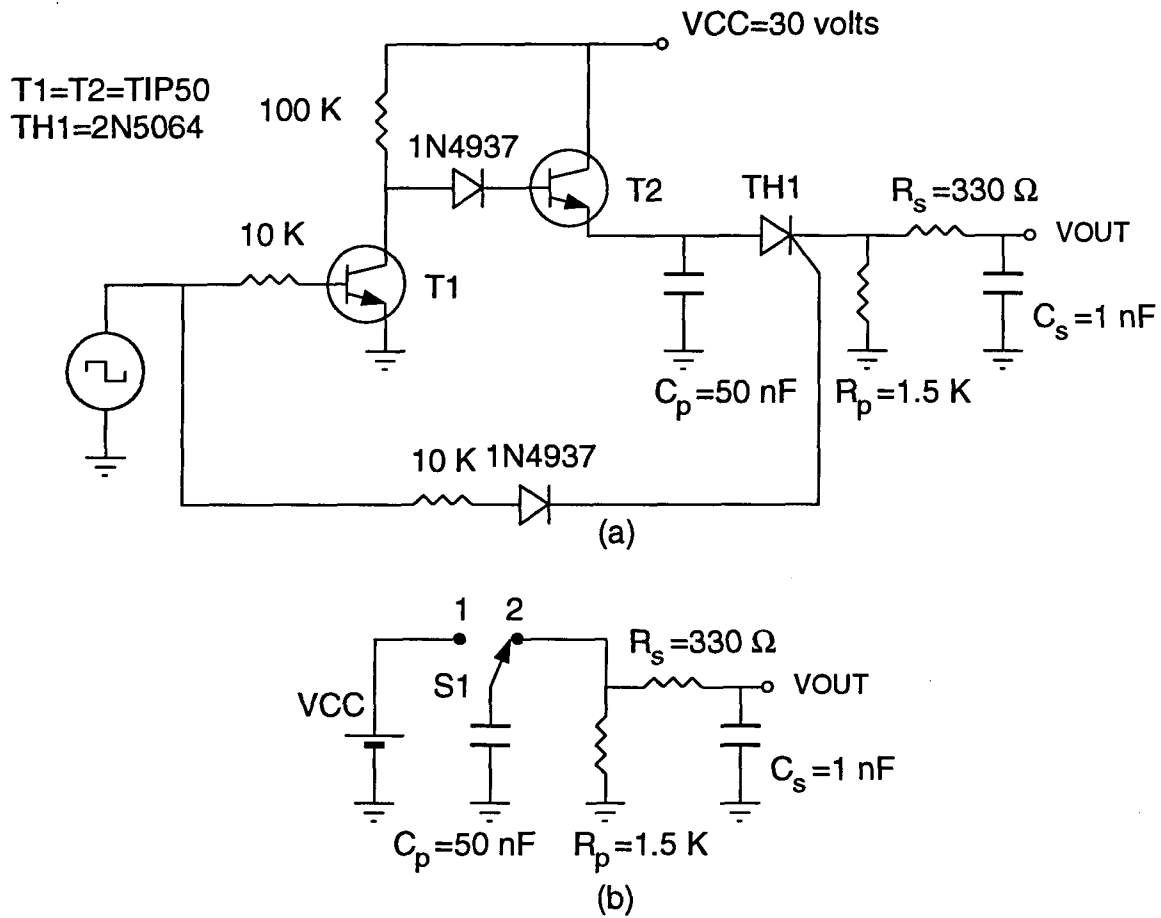 VCC=30 volts
T1=T2=TIP50
TH1=2N5064
100 K
1N4937
T2
TH1
R_s=330 Ω
VOUT
10 K
T1
C_s=1 nF
C_p=50 nF
R_p=1.5 K
10 K
1N4937
(a)
1
2
R_s=330 Ω
S1
VOUT
VCC
C_s=1 nF
C_p=50 nF
R_p=1.5 K
(b)